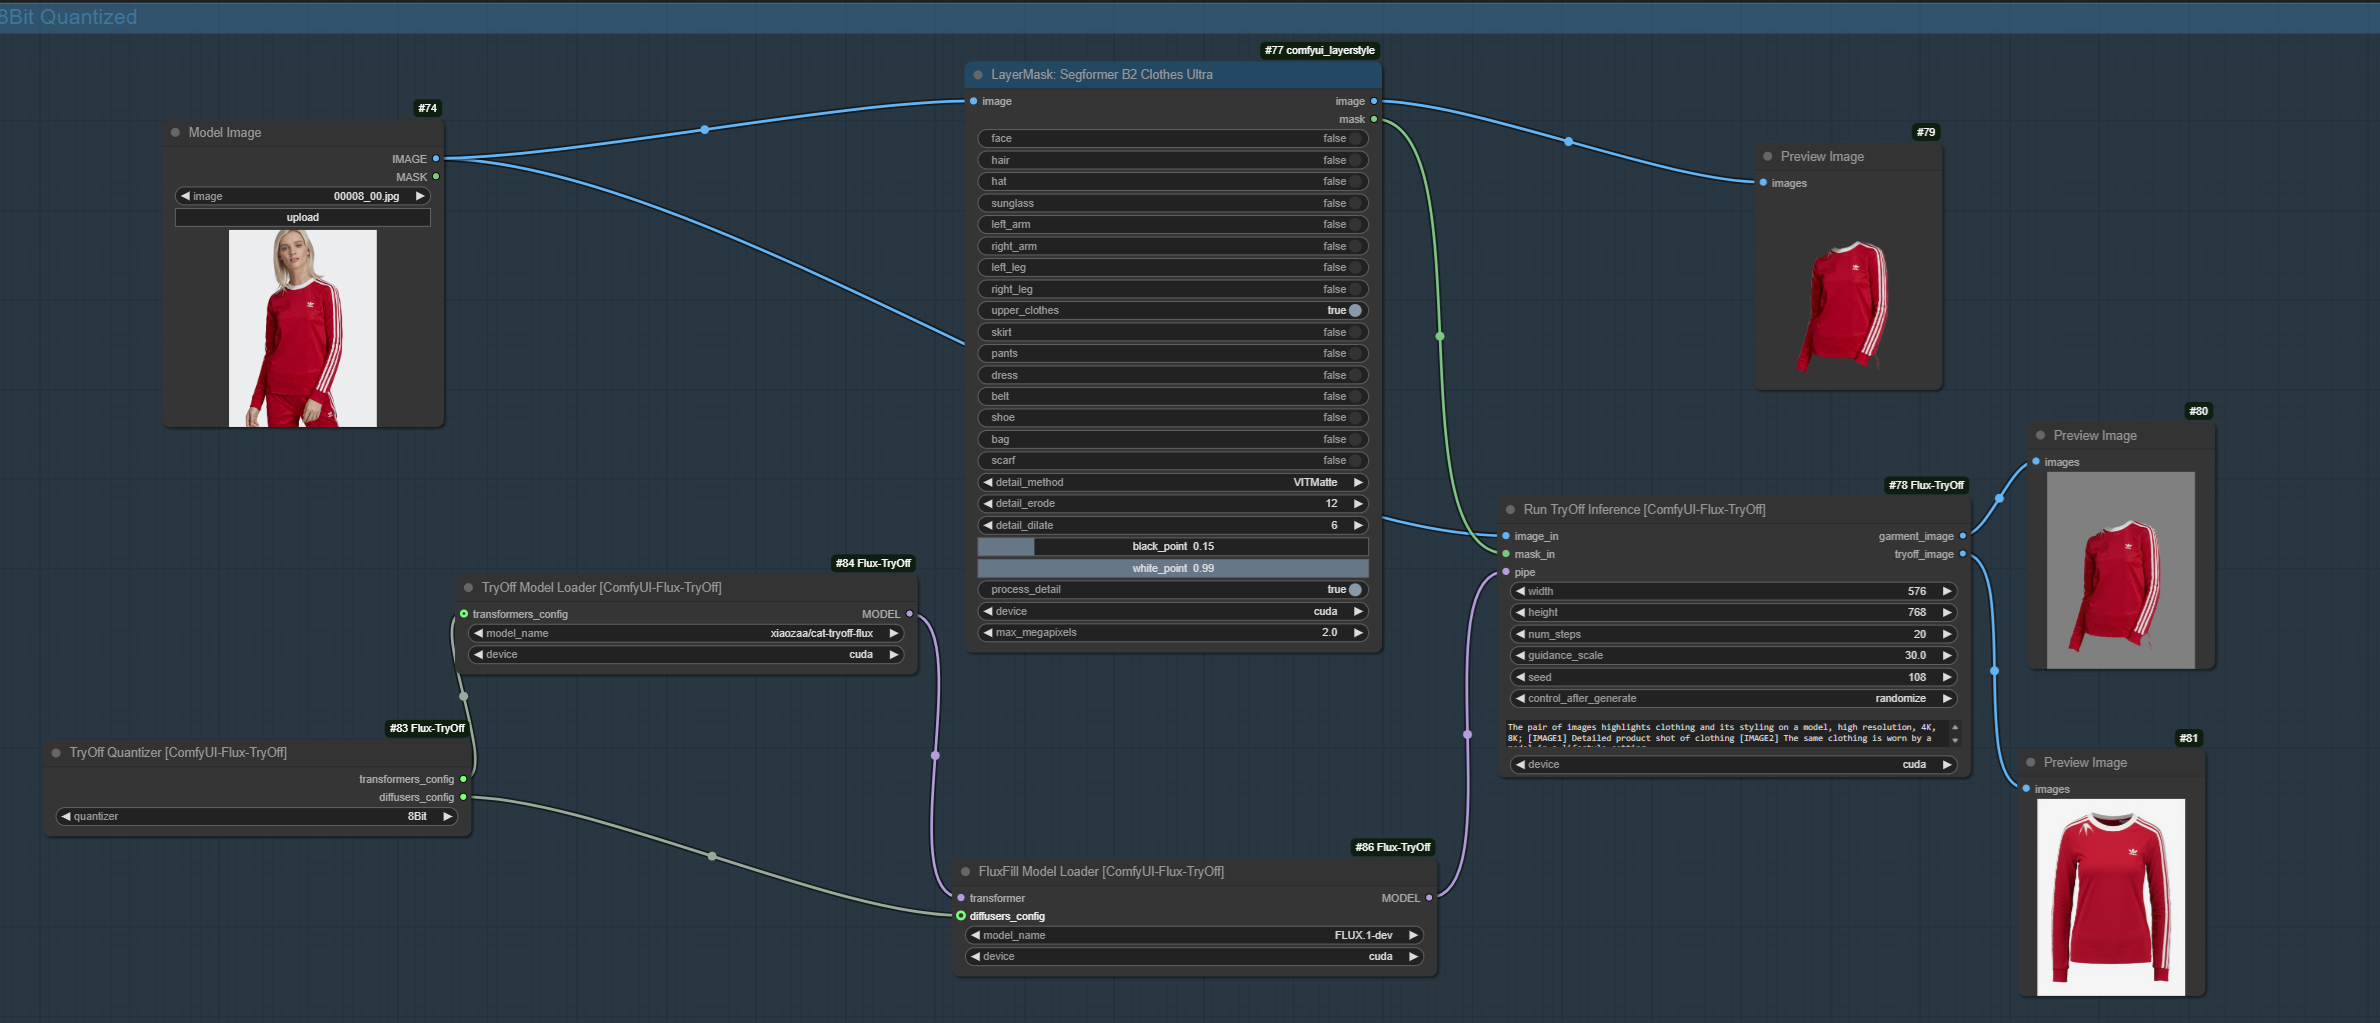 8Bit Quantized
#74
Model Image
IMAGE
MASK
image 00008_00.jpg
upload
#77 comfyui_layerstyle
LayerMask: Segformer B2 Clothes Ultra
image image
mask
face false
hair false
hat false
sunglass false
left_arm false
right_arm false
left_leg false
right_leg false
upper_clothes true
skirt false
pants false
dress false
belt false
shoe false
bag false
scarf false
detail_method VITMatte
detail_erode 12
detail_dilate 6
black_point 0.15
white_point 0.99
process_detail true
device cuda
max_megapixels 2.0
#79
Preview Image
images
#84 Flux-TryOff
TryOff Model Loader [ComfyUI-Flux-TryOff]
transformers_config MODEL
model_name xiaozaa/cat-tryoff-flux
device cuda
#83 Flux-TryOff
TryOff Quantizer [ComfyUI-Flux-TryOff]
transformers_config
diffusers_config
quantizer 8Bit
#86 Flux-TryOff
FluxFill Model Loader [ComfyUI-Flux-TryOff]
transformer MODEL
diffusers_config
model_name FLUX.1-dev
device cuda
#78 Flux-TryOff
Run TryOff Inference [ComfyUI-Flux-TryOff]
image_in garment_image
mask_in tryoff_image
pipe
width 576
height 768
num_steps 20
guidance_scale 30.0
seed 108
control_after_generate randomize
The pair of images highlights clothing and its styling on a model, high resolution, 4K,
8K; [IMAGE1] Detailed product shot of clothing [IMAGE2] The same clothing is worn by a
device cuda
#80
Preview Image
images
#81
Preview Image
images